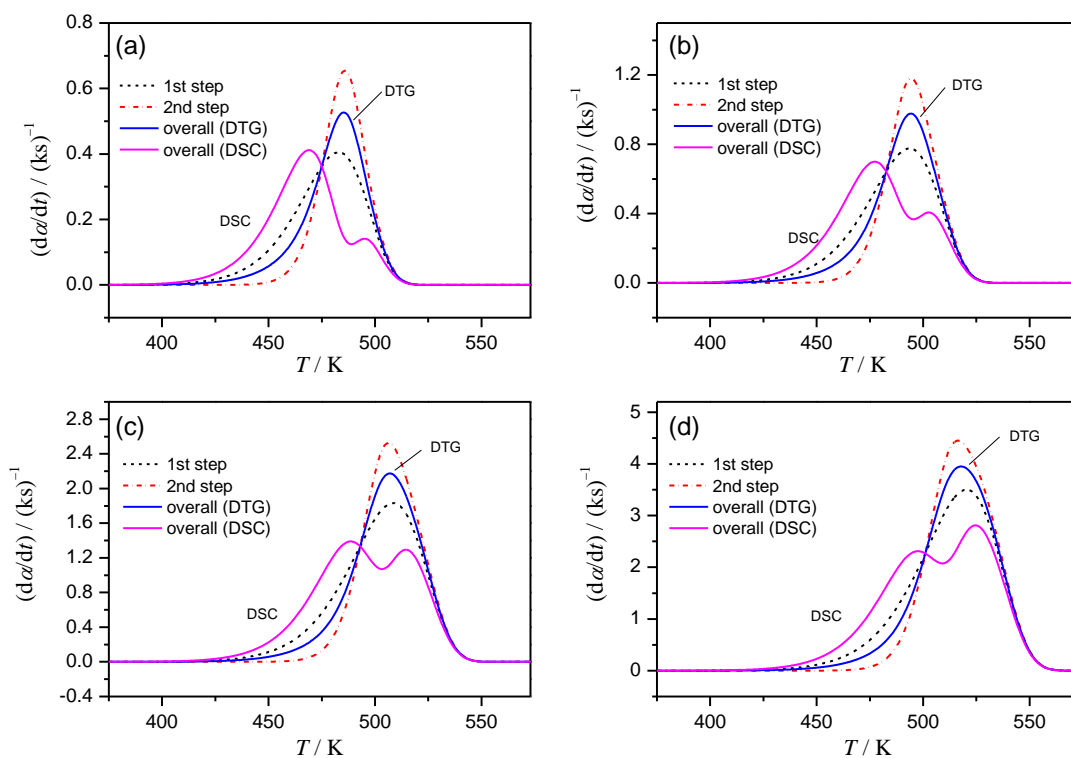 (a)
0.8
0.6
0.4
0.2
0.0
(dα/dt) / (ks)⁻¹
1st step
2nd step
overall (DTG)
overall (DSC)
DTG
DSC
400 450 500 550
T / K
(b)
1.2
0.8
0.4
0.0
(dα/dt) / (ks)⁻¹
1st step
2nd step
overall (DTG)
overall (DSC)
DTG
DSC
400 450 500 550
T / K
(c)
2.8
2.4
2.0
1.6
1.2
0.8
0.4
0.0
-0.4
(dα/dt) / (ks)⁻¹
1st step
2nd step
overall (DTG)
overall (DSC)
DTG
DSC
400 450 500 550
T / K
(d)
5
4
3
2
1
0
(dα/dt) / (ks)⁻¹
1st step
2nd step
overall (DTG)
overall (DSC)
DTG
DSC
400 450 500 550
T / K